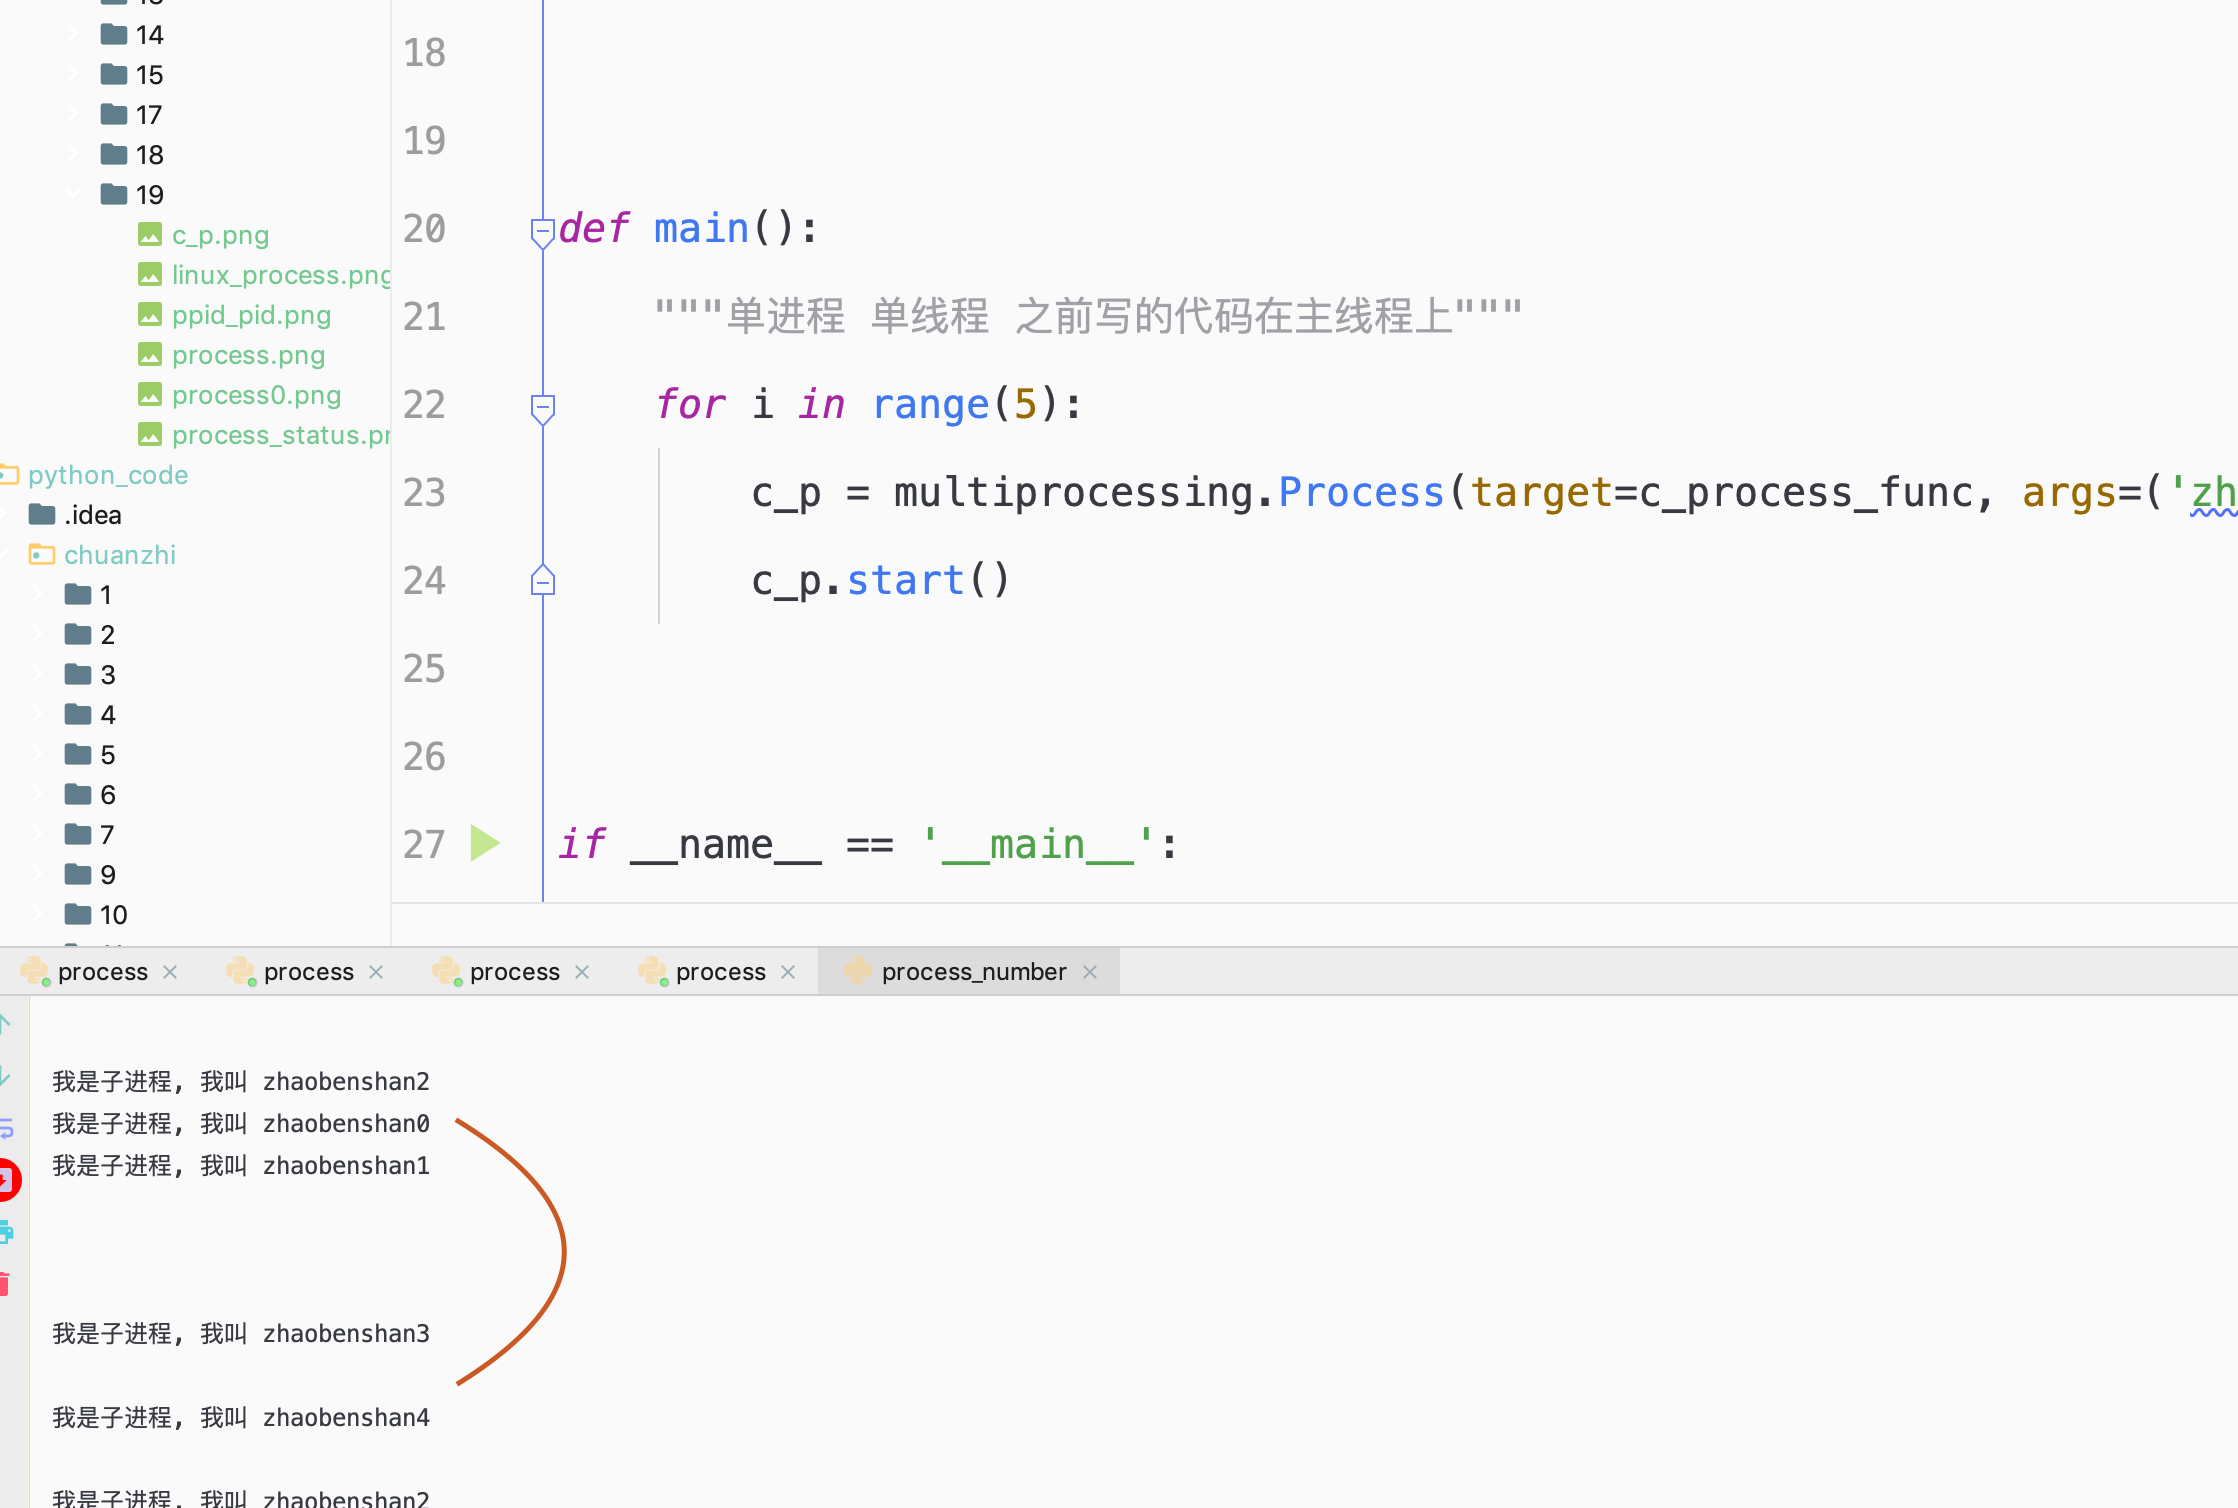 14
15
17
18
19
c_p.png
linux_process.png
ppid_pid.png
process.png
process0.png
process_status.pr
python_code
.idea
chuanzhi
1
2
3
4
5
6
7
9
10
18
19
20 def main():
21 """单进程 单线程 之前写的代码在主线程上"""
22 for i in range(5):
23 c_p = multiprocessing.Process(target=c_process_func, args=('zh
24 c_p.start()
25
26
27 if __name__ == '__main__':
process process process process process_number
我是子进程, 我叫 zhaobenshan2
我是子进程, 我叫 zhaobenshan0
我是子进程, 我叫 zhaobenshan1
我是子进程, 我叫 zhaobenshan3
我是子进程, 我叫 zhaobenshan4
我是子进程, 我叫 zhaobenshan2